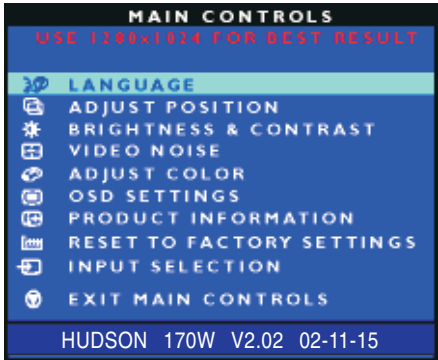 MAIN CONTROLS
USE 1280x1024 FOR BEST RESULT
LANGUAGE
ADJUST POSITION
BRIGHTNESS & CONTRAST
VIDEO NOISE
ADJUST COLOR
OSD SETTINGS
PRODUCT INFORMATION
RESET TO FACTORY SETTINGS
INPUT SELECTION
EXIT MAIN CONTROLS
HUDSON 170W V2.02 02-11-15